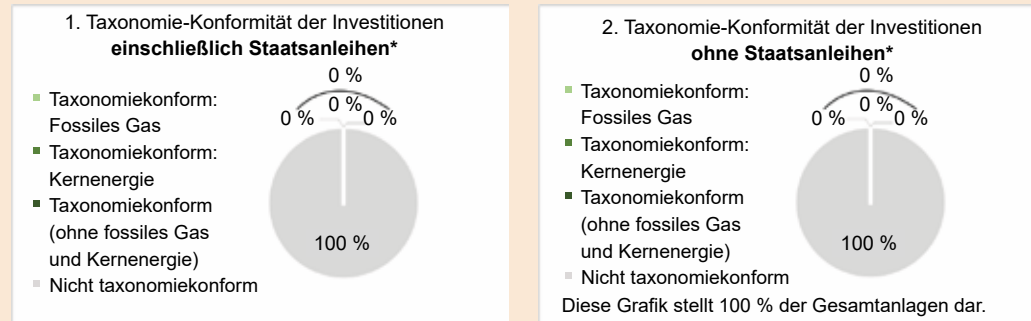 1. Taxonomie-Konformität der Investitionen
einschließlich Staatsanleihen*
0 %
0 %
0 %
0 %
Taxonomiekonform:
Fossiles Gas
Taxonomiekonform:
Kernenergie
Taxonomiekonform
(ohne fossiles Gas
und Kernenergie)
Nicht taxonomiekonform
100 %
2. Taxonomie-Konformität der Investitionen
ohne Staatsanleihen*
0 %
0 %
0 %
0 %
Taxonomiekonform:
Fossiles Gas
Taxonomiekonform:
Kernenergie
Taxonomiekonform
(ohne fossiles Gas
und Kernenergie)
Nicht taxonomiekonform
100 %
Diese Grafik stellt 100 % der Gesamtanlagen dar.